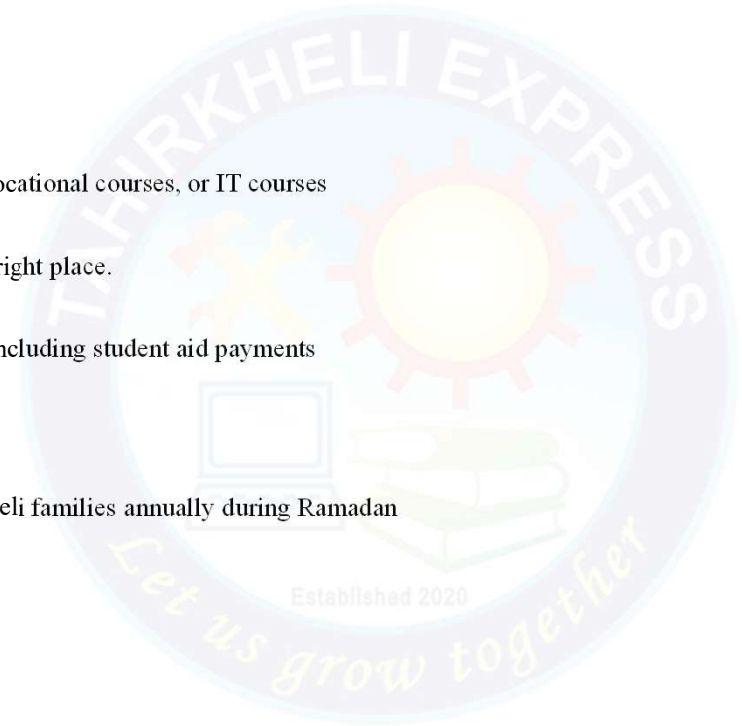 TAHIRKHELI EXPRESS
ocational courses, or IT courses
right place.
ncluding student aid payments
eli families annually during Ramadan
Established 2020
Let us grow together